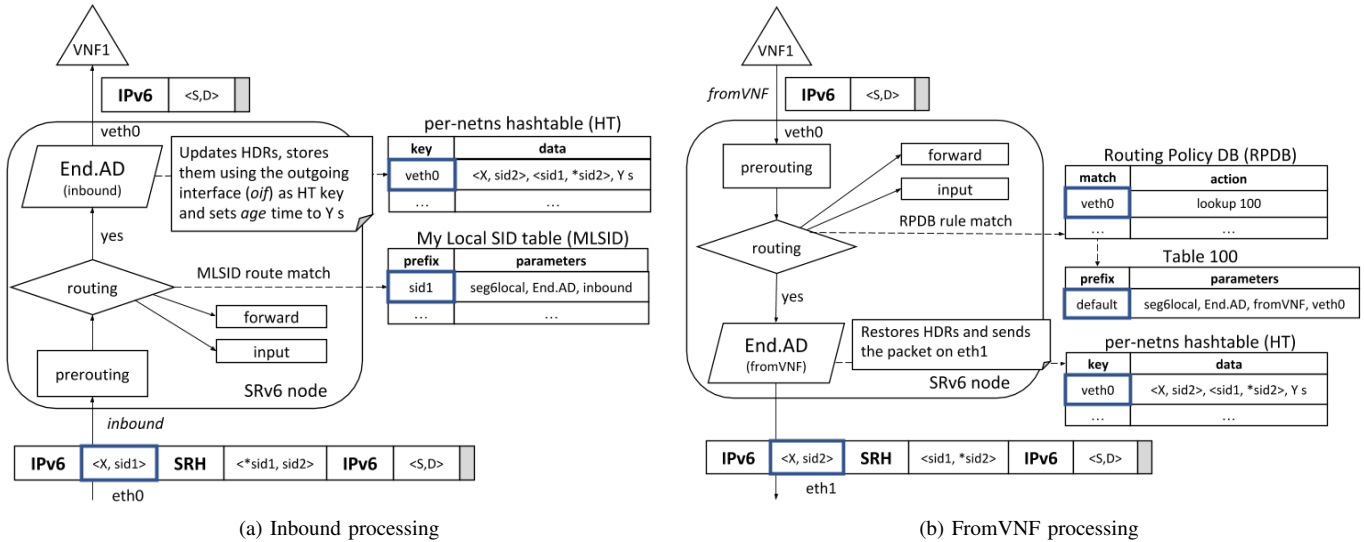 VNF1
IPv6 <S,D>
veth0
End.AD
(inbound)
Updates HDRs, stores
them using the outgoing
interface (oif) as HT key
and sets age time to Y s
per-netns hashtable (HT)
key data
veth0 <X, sid2>, <sid1, *sid2>, Y s
... ...
yes
routing
MLSID route match
My Local SID table (MLSID)
prefix parameters
sid1 seg6local, End.AD, inbound
... ...
forward
input
prerouting
SRv6 node
inbound
IPv6 <X, sid1> SRH <*sid1, sid2> IPv6 <S,D>
eth0
(a) Inbound processing
VNF1
fromVNF
IPv6 <S,D>
veth0
prerouting
forward
input
routing
RPDB rule match
Routing Policy DB (RPDB)
match action
veth0 lookup 100
... ...
Table 100
prefix parameters
default seg6local, End.AD, fromVNF, veth0
yes
End.AD
(fromVNF)
Restores HDRs and sends
the packet on eth1
SRv6 node
per-netns hashtable (HT)
key data
veth0 <X, sid2>, <sid1, *sid2>, Y s
... ...
IPv6 <X, sid2> SRH <sid1, *sid2> IPv6 <S,D>
eth1
(b) FromVNF processing